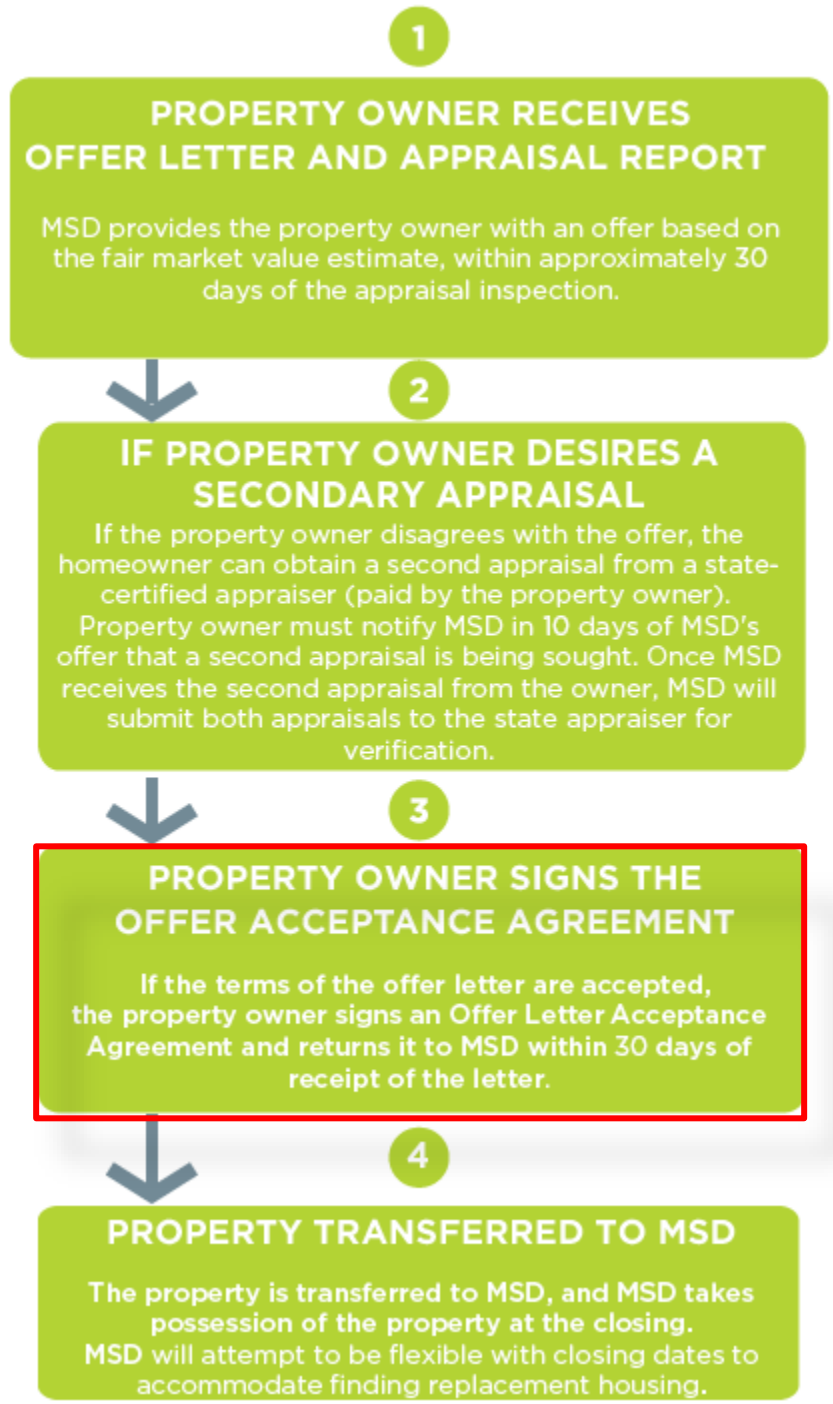 1
PROPERTY OWNER RECEIVES
OFFER LETTER AND APPRAISAL REPORT
MSD provides the property owner with an offer based on
the fair market value estimate, within approximately 30
days of the appraisal inspection.
2
IF PROPERTY OWNER DESIRES A
SECONDARY APPRAISAL
If the property owner disagrees with the offer, the
homeowner can obtain a second appraisal from a state-
certified appraiser (paid by the property owner).
Property owner must notify MSD in 10 days of MSD's
offer that a second appraisal is being sought. Once MSD
receives the second appraisal from the owner, MSD will
submit both appraisals to the state appraiser for
verification.
3
PROPERTY OWNER SIGNS THE
OFFER ACCEPTANCE AGREEMENT
If the terms of the offer letter are accepted,
the property owner signs an Offer Letter Acceptance
Agreement and returns it to MSD within 30 days of
receipt of the letter.
4
PROPERTY TRANSFERRED TO MSD
The property is transferred to MSD, and MSD takes
possession of the property at the closing.
MSD will attempt to be flexible with closing dates to
accommodate finding replacement housing.